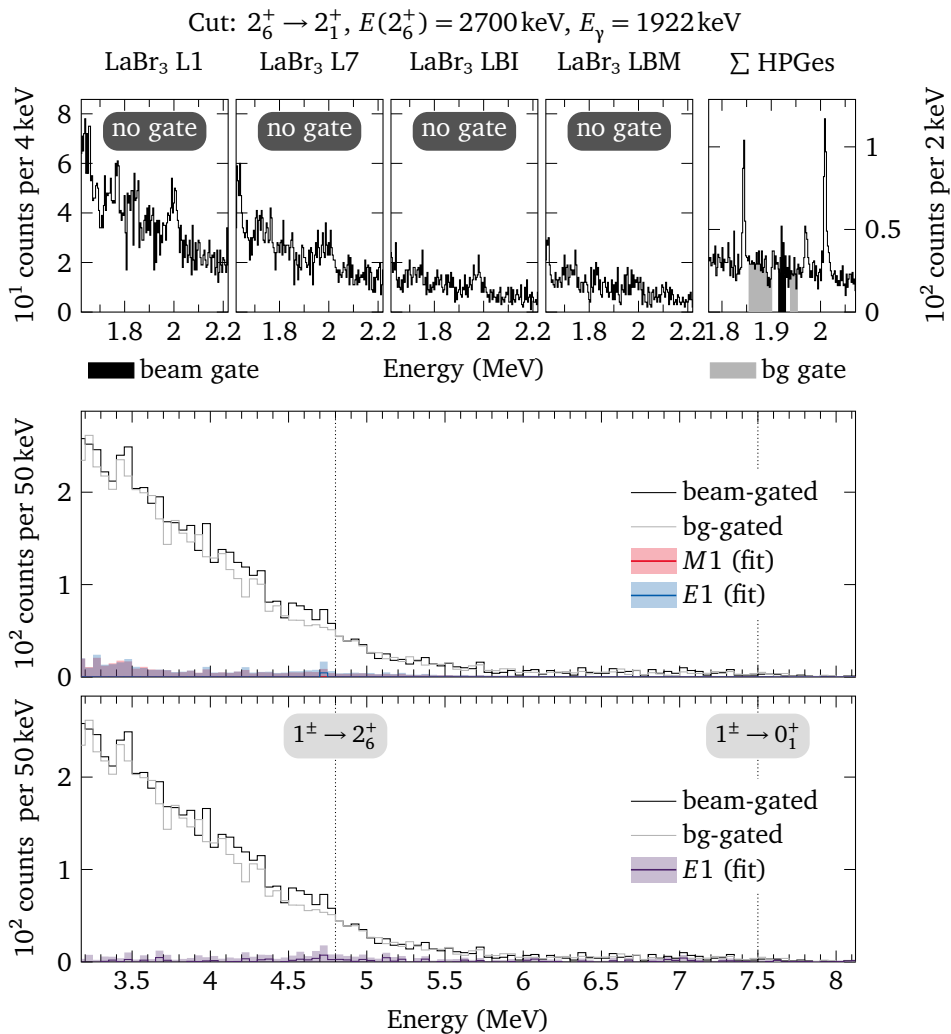 Cut: 2₆⁺ → 2₁⁺, E(2₆⁺) = 2700 keV, Eγ = 1922 keV
LaBr₃ L1 LaBr₃ L7 LaBr₃ LBI LaBr₃ LBM ∑ HPGes
no gate no gate no gate no gate
10¹ counts per 4 keV
8
6
4
2
0
10² counts per 2 keV
1
0.5
0
1.8 2 2.2 1.8 2 2.2 1.8 2 2.2 1.8 2 2.2 1.8 1.9 2
beam gate Energy (MeV) bg gate
10² counts per 50 keV
2
1
0
beam-gated
bg-gated
M1 (fit)
E1 (fit)
10² counts per 50 keV
2
1
0
1± → 2₆⁺ 1± → 0₁⁺
beam-gated
bg-gated
E1 (fit)
3.5 4 4.5 5 5.5 6 6.5 7 7.5 8
Energy (MeV)